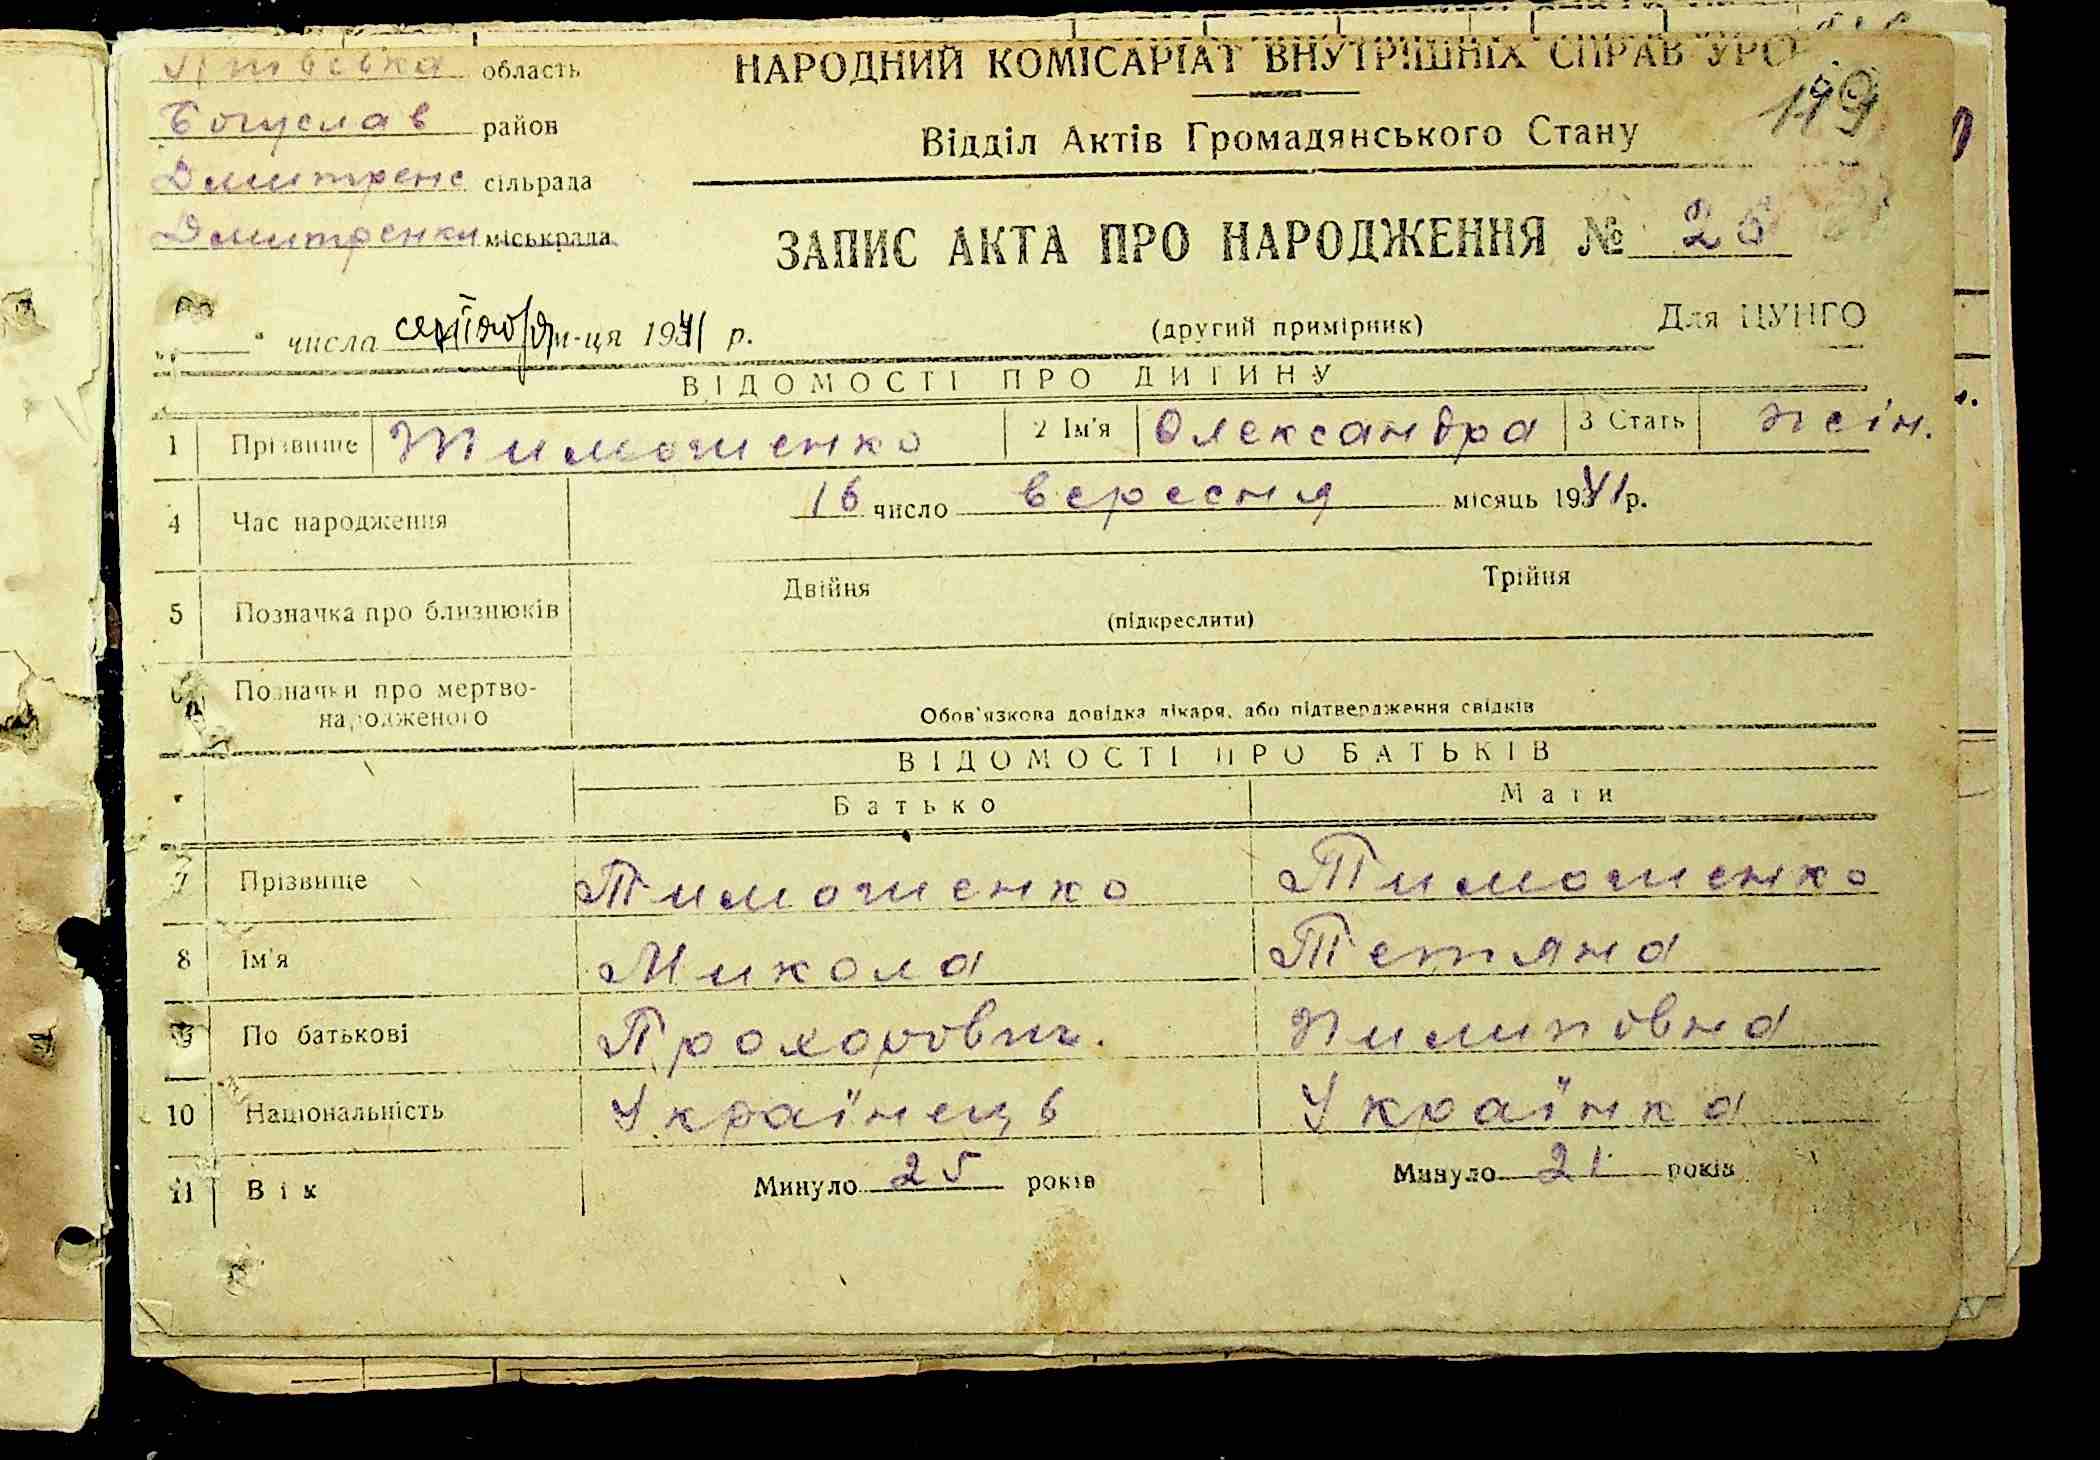 Київська область
Богуслав район
Дмитренс сільрада
Дмитренки міськрада
НАРОДНИЙ КОМІСАРІАТ ВНУТРІШНІХ СПРАВ УРС
Відділ Актів Громадянського Стану
149
ЗАПИС АКТА ПРО НАРОДЖЕННЯ № 26
" числа сентября м-ця 1941 р.
(другий примірник)
Для ЦУНГО
ВІДОМОСТІ ПРО ДИТИНУ
1 Прізвище Тимошенко 2 Ім'я Олександра 3 Стать жін.
4 Час народження 16 число вересня місяць 1941 р.
5 Позначка про близнюків Двійня Трійня
(підкреслити)
6 Позначки про мертво-
народженого
Обов'язкова довідка лікаря, або підтвердження свідків
ВІДОМОСТІ ПРО БАТЬКІВ
Батько Мати
7 Прізвище Тимошенко Тимошенко
8 Ім'я Микола Тетяна
9 По батькові Прохорович. Пилиповна
10 Національність Українець Українка
11 Вік Минуло 25 років Минуло 21 років